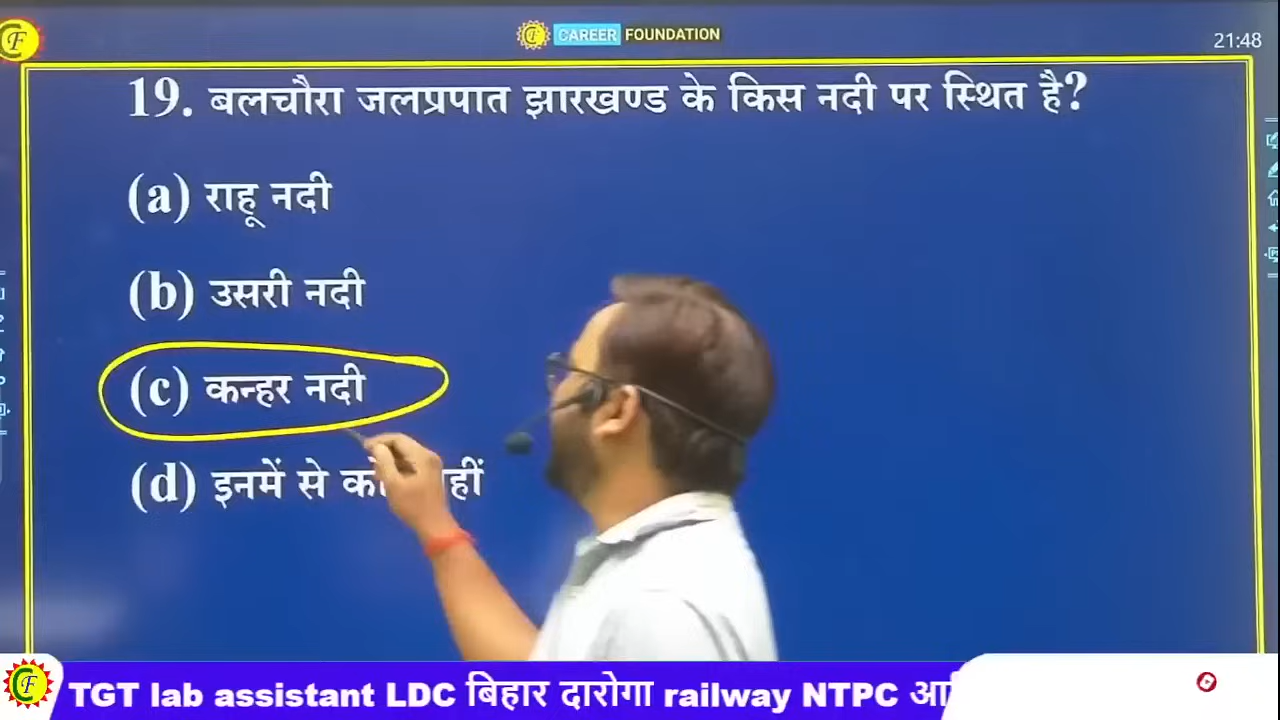 CAREER FOUNDATION
21:48
19. बलचौरा जलप्रपात झारखण्ड के किस नदी पर स्थित है?
(a) राहू नदी
(b) उसरी नदी
(c) कन्हर नदी
(d) इनमें से
TGT lab assistant LDC बिहार दारोगा railway NTPC